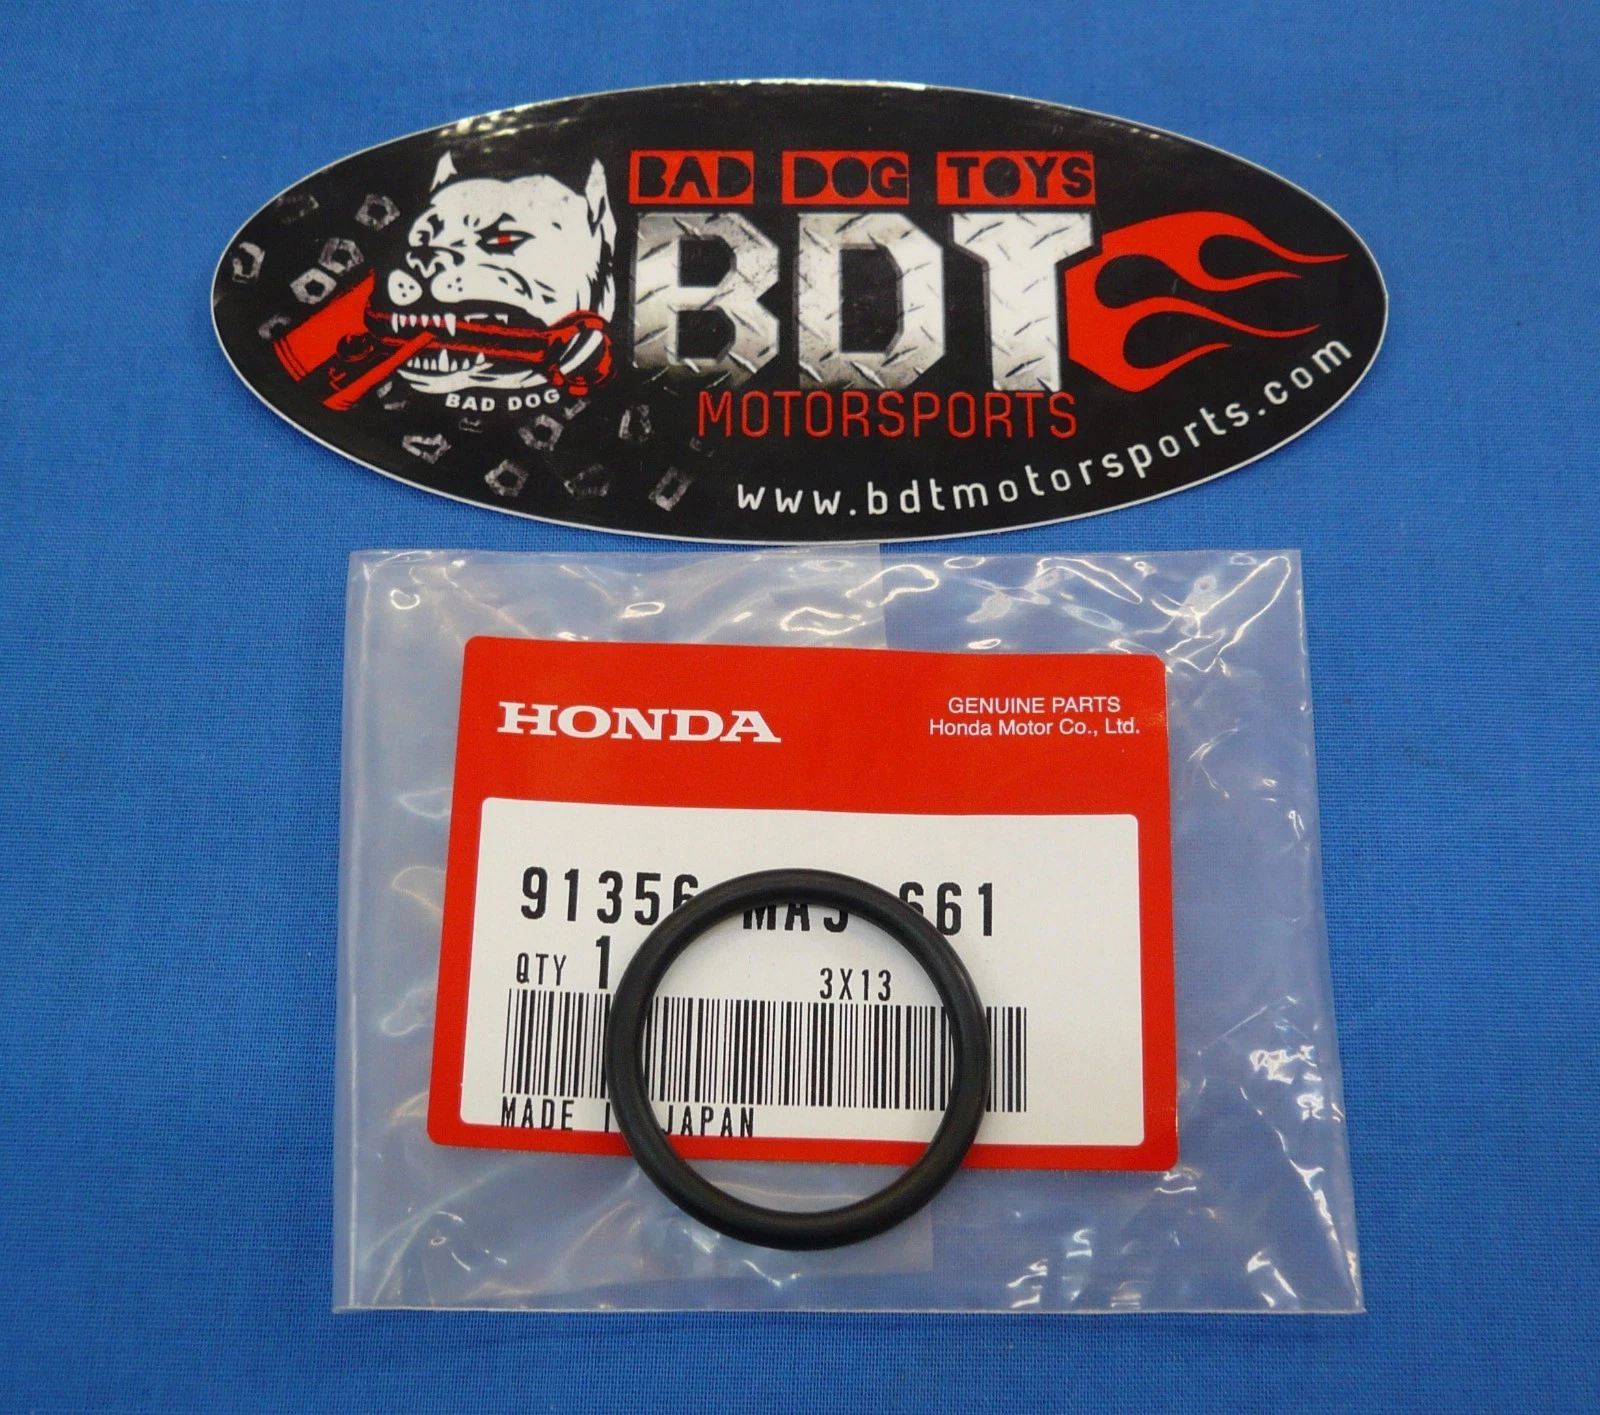 BAD DOG TOYS
BDT
BAD DOG
MOTORSPORTS
www.bdtmotorsports.com
HONDA
GENUINE PARTS
Honda Motor Co., Ltd.
91356 661
QTY 1
3X13
MADE JAPAN